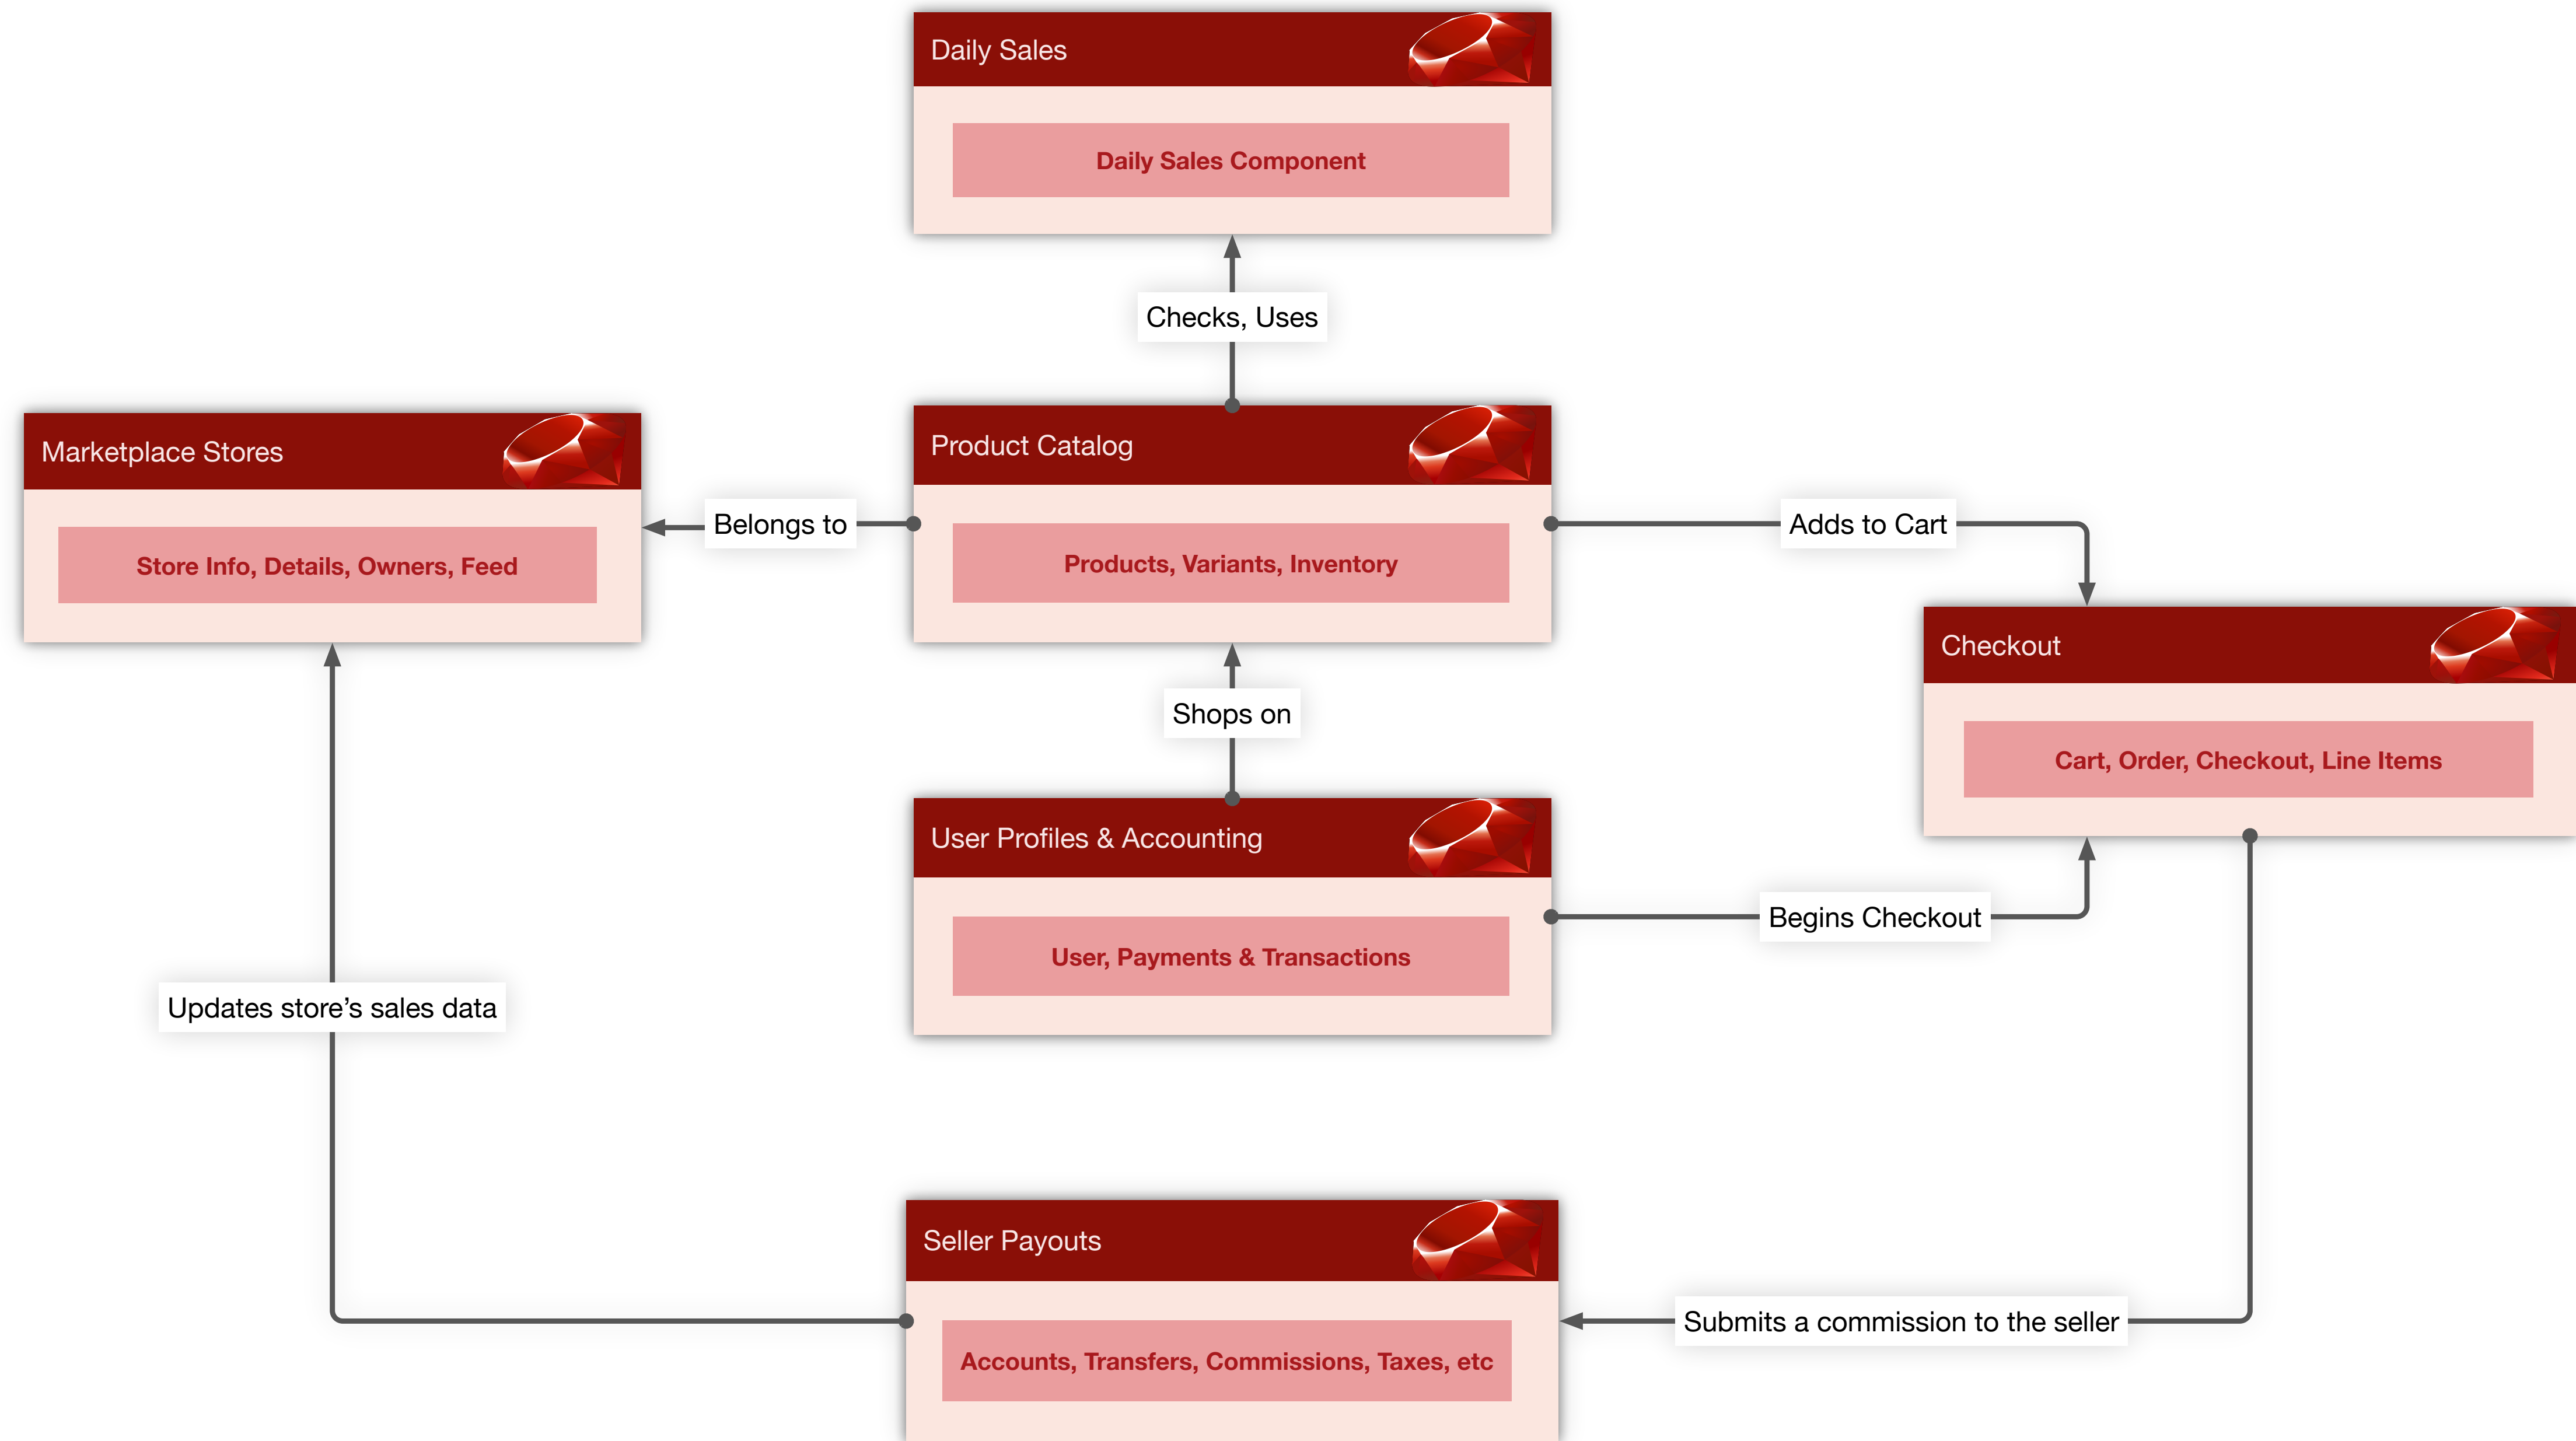 Daily Sales
Daily Sales Component
Checks, Uses
Marketplace Stores
Store Info, Details, Owners, Feed
Belongs to
Product Catalog
Products, Variants, Inventory
Adds to Cart
Checkout
Cart, Order, Checkout, Line Items
Shops on
User Profiles & Accounting
User, Payments & Transactions
Begins Checkout
Updates store’s sales data
Seller Payouts
Accounts, Transfers, Commissions, Taxes, etc
Submits a commission to the seller